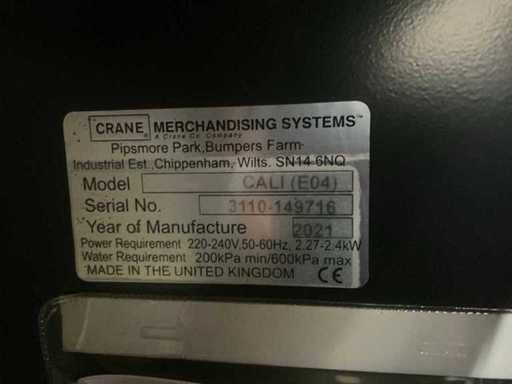 CRANE MERCHANDISING SYSTEMS™
A Crane Co. Company
Pipsmore Park,Bumpers Farm
Industrial Est.,Chippenham, Wilts. SN14 6NQ
Model CALI (E04)
Serial No. 3110-149716
Year of Manufacture 2021
Power Requirement 220-240V,50-60Hz, 2.27-2.4kW
Water Requirement 200kPa min/600kPa max
MADE IN THE UNITED KINGDOM CE